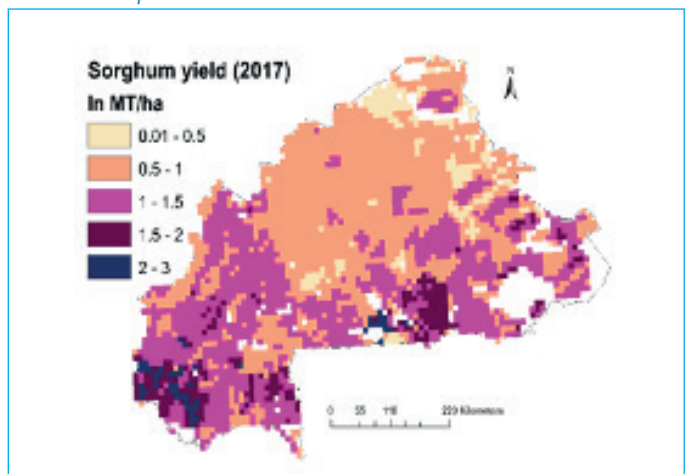 Sorghum yield (2017)
In MT/ha
0.01 - 0.5
0.5 - 1
1 - 1.5
1.5 - 2
2 - 3
N
0 55 110 220 Kilometers